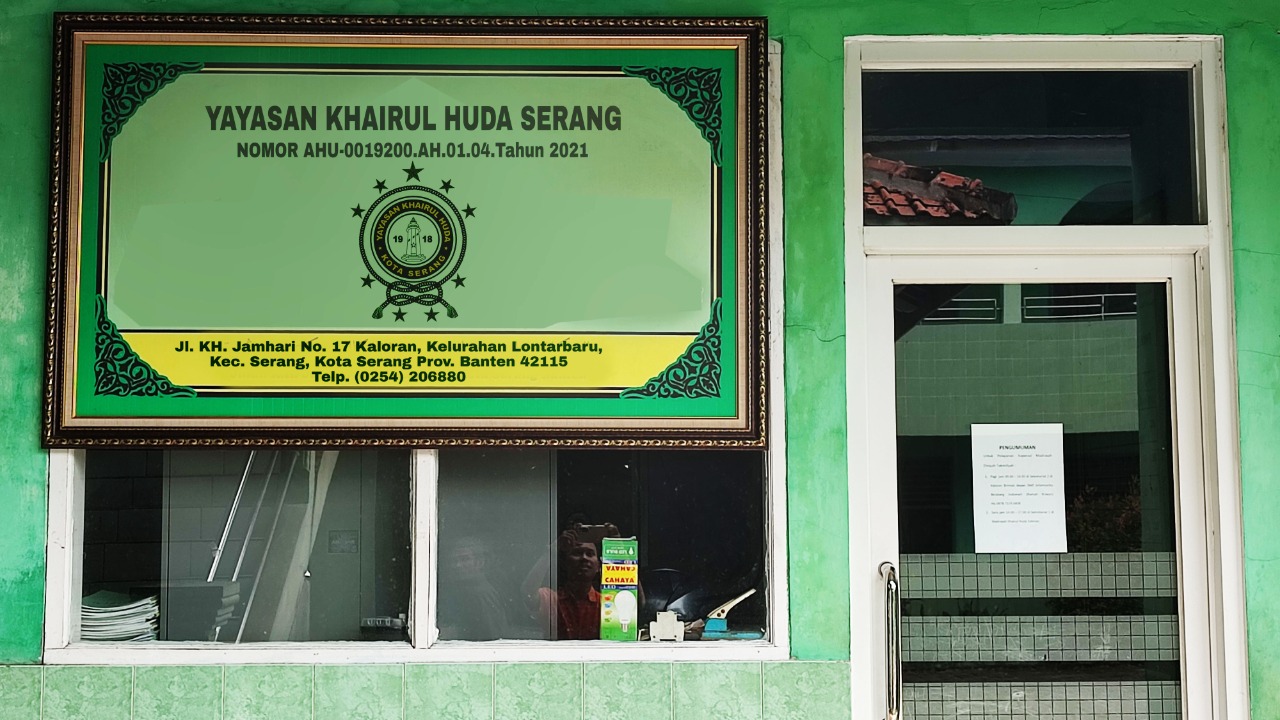 YAYASAN KHAIRUL HUDA SERANG
NOMOR AHU-0019200.AH.01.04.Tahun 2021
YAYASAN KHAIRUL HUDA
19 18
KOTA SERANG
Jl. KH. Jamhari No. 17 Kaloran, Kelurahan Lontarbaru,
Kec. Serang, Kota Serang Prov. Banten 42115
Telp. (0254) 206880
PENGUMUMAN
CAHAYA
CAHAYA
LED